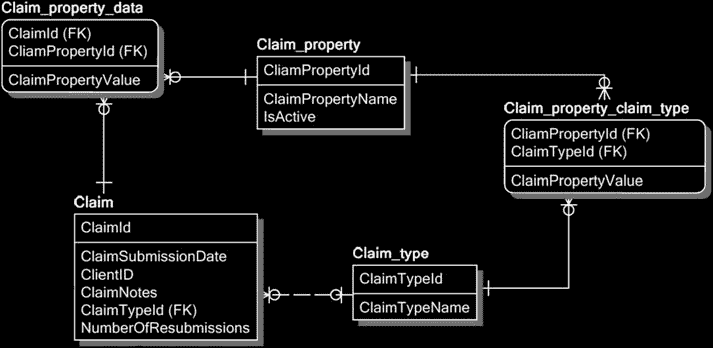 Claim_property_data
ClaimId (FK)
CliamPropertyId (FK)
ClaimPropertyValue
Claim_property
CliamPropertyId
ClaimPropertyName
IsActive
Claim_property_claim_type
CliamPropertyId (FK)
ClaimTypeId (FK)
ClaimPropertyValue
Claim
ClaimId
ClaimSubmissionDate
ClientID
ClaimNotes
ClaimTypeId (FK)
NumberOfResubmissions
Claim_type
ClaimTypeId
ClaimTypeName